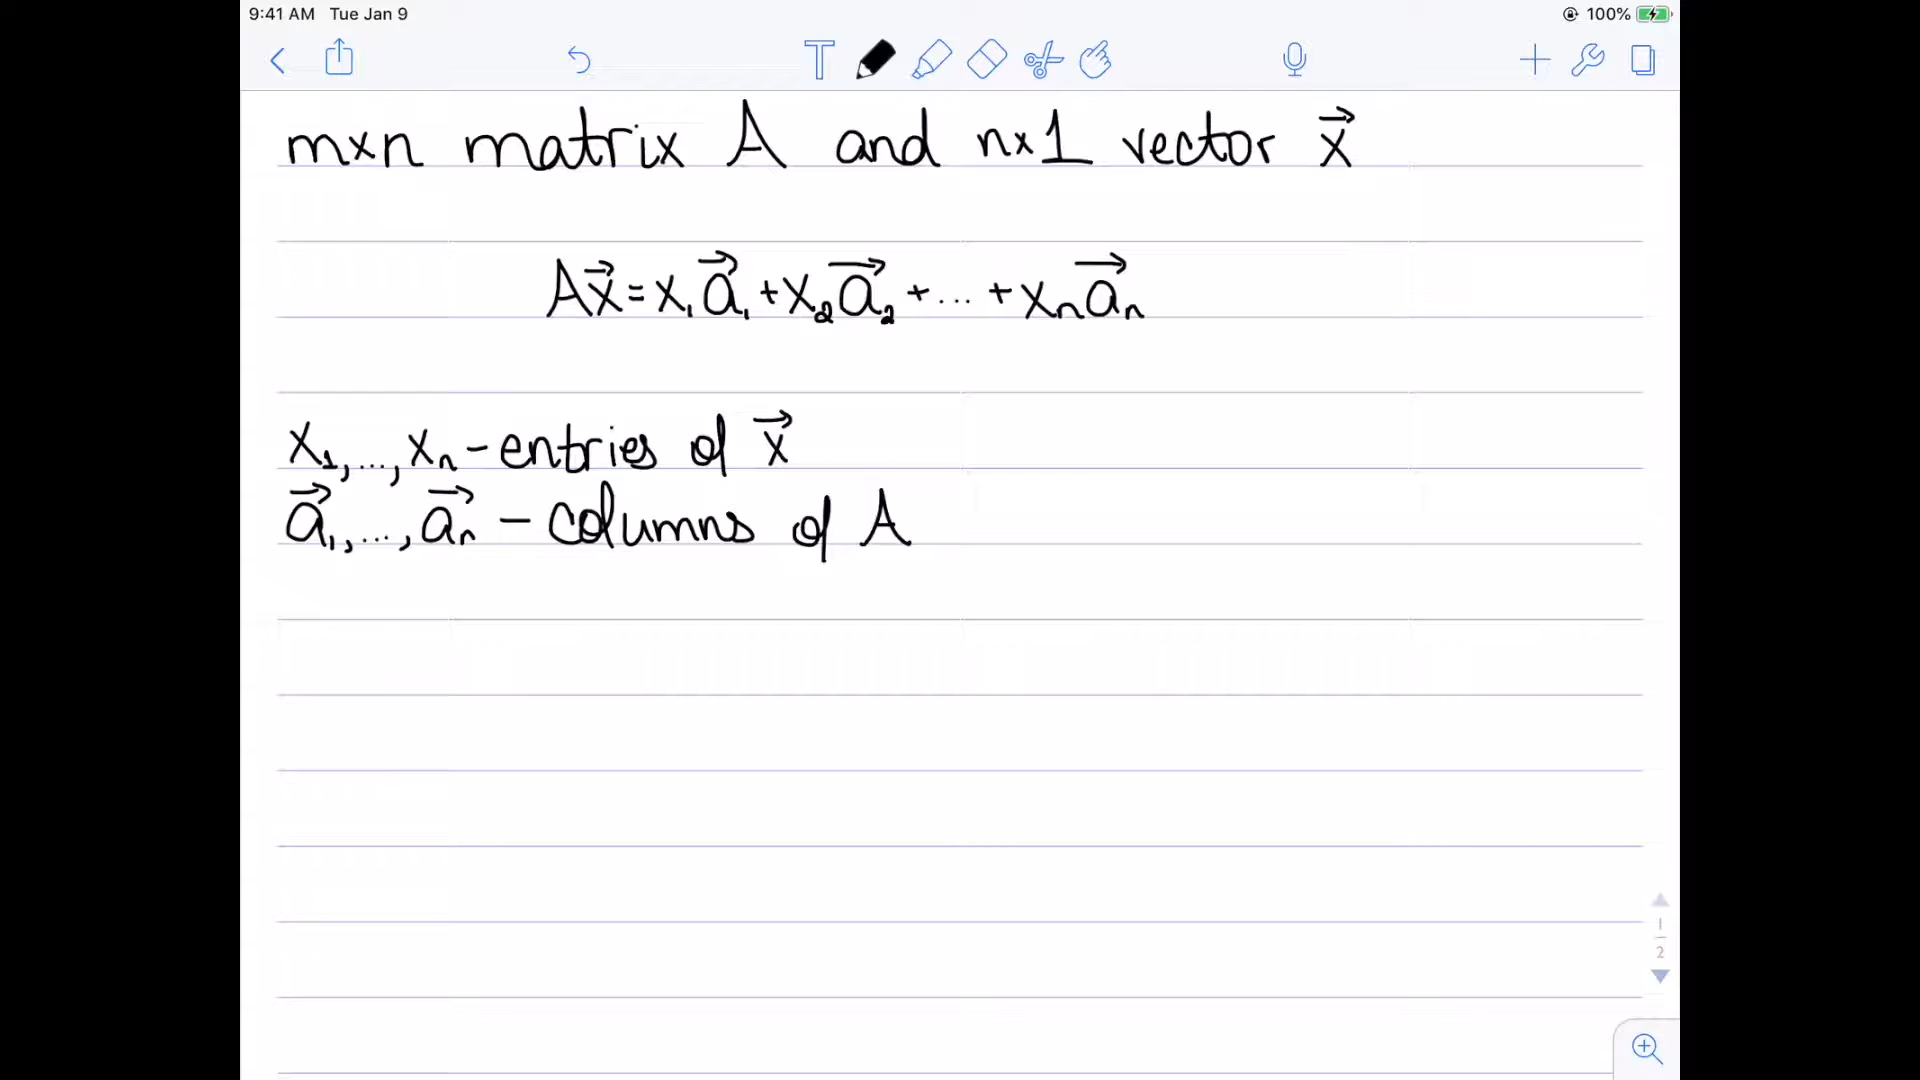 9:41 AM Tue Jan 9 100%
T
m×n matrix A and n×1 vector x⃗
Ax⃗ = x₁a⃗₁ + x₂a⃗₂ + ... + xₙa⃗ₙ
x₁, ..., xₙ – entries of x⃗
a⃗₁, ..., a⃗ₙ – columns of A
1
2